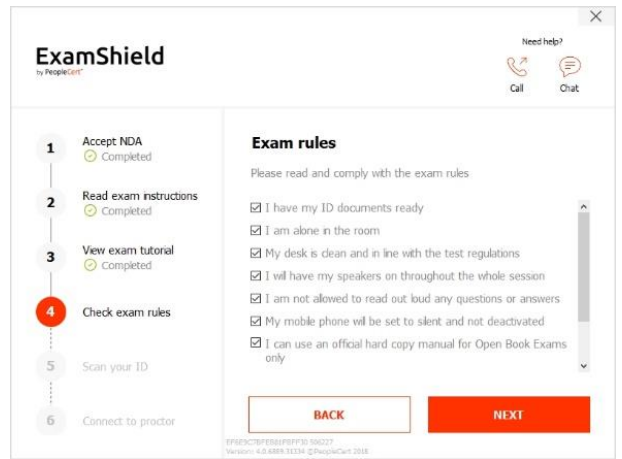 Need help?
ExamShield
by PeopleCert
Call
Chat
1
Accept NDA
Completed
2
Read exam instructions
Completed
3
View exam tutorial
Completed
4
Check exam rules
5
Scan your ID
6
Connect to proctor
Exam rules
Please read and comply with the exam rules
I have my ID documents ready
I am alone in the room
My desk is clean and in line with the test regulations
I will have my speakers on throughout the whole session
I am not allowed to read out loud any questions or answers
My mobile phone will be set to silent and not deactivated
I can use an official hard copy manual for Open Book Exams
only
BACK
NEXT
©PeopleCert 2018